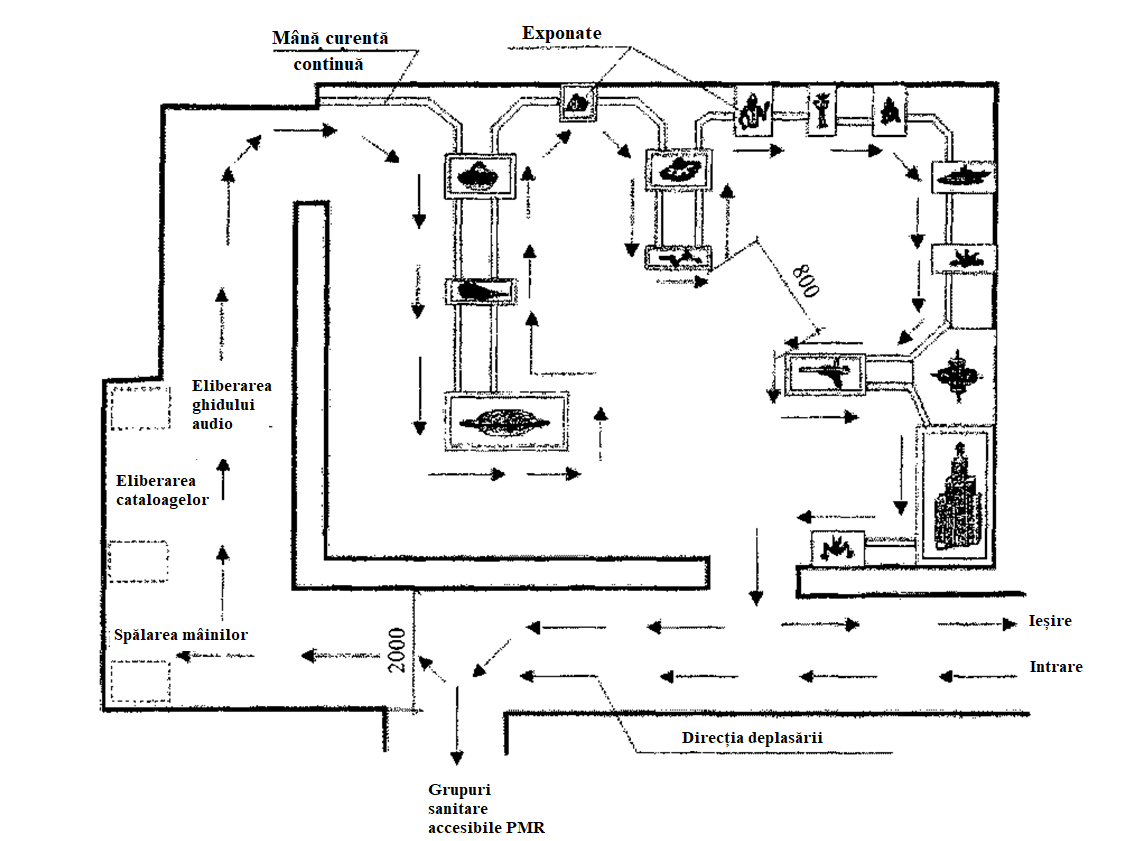 Mână curentă
continuă
Exponate
800
Eliberarea
ghidului
audio
Eliberarea
cataloagelor
Spălarea mâinilor
2000
Ieșire
Intrare
Direcția deplasării
Grupuri
sanitare
accesibile PMR